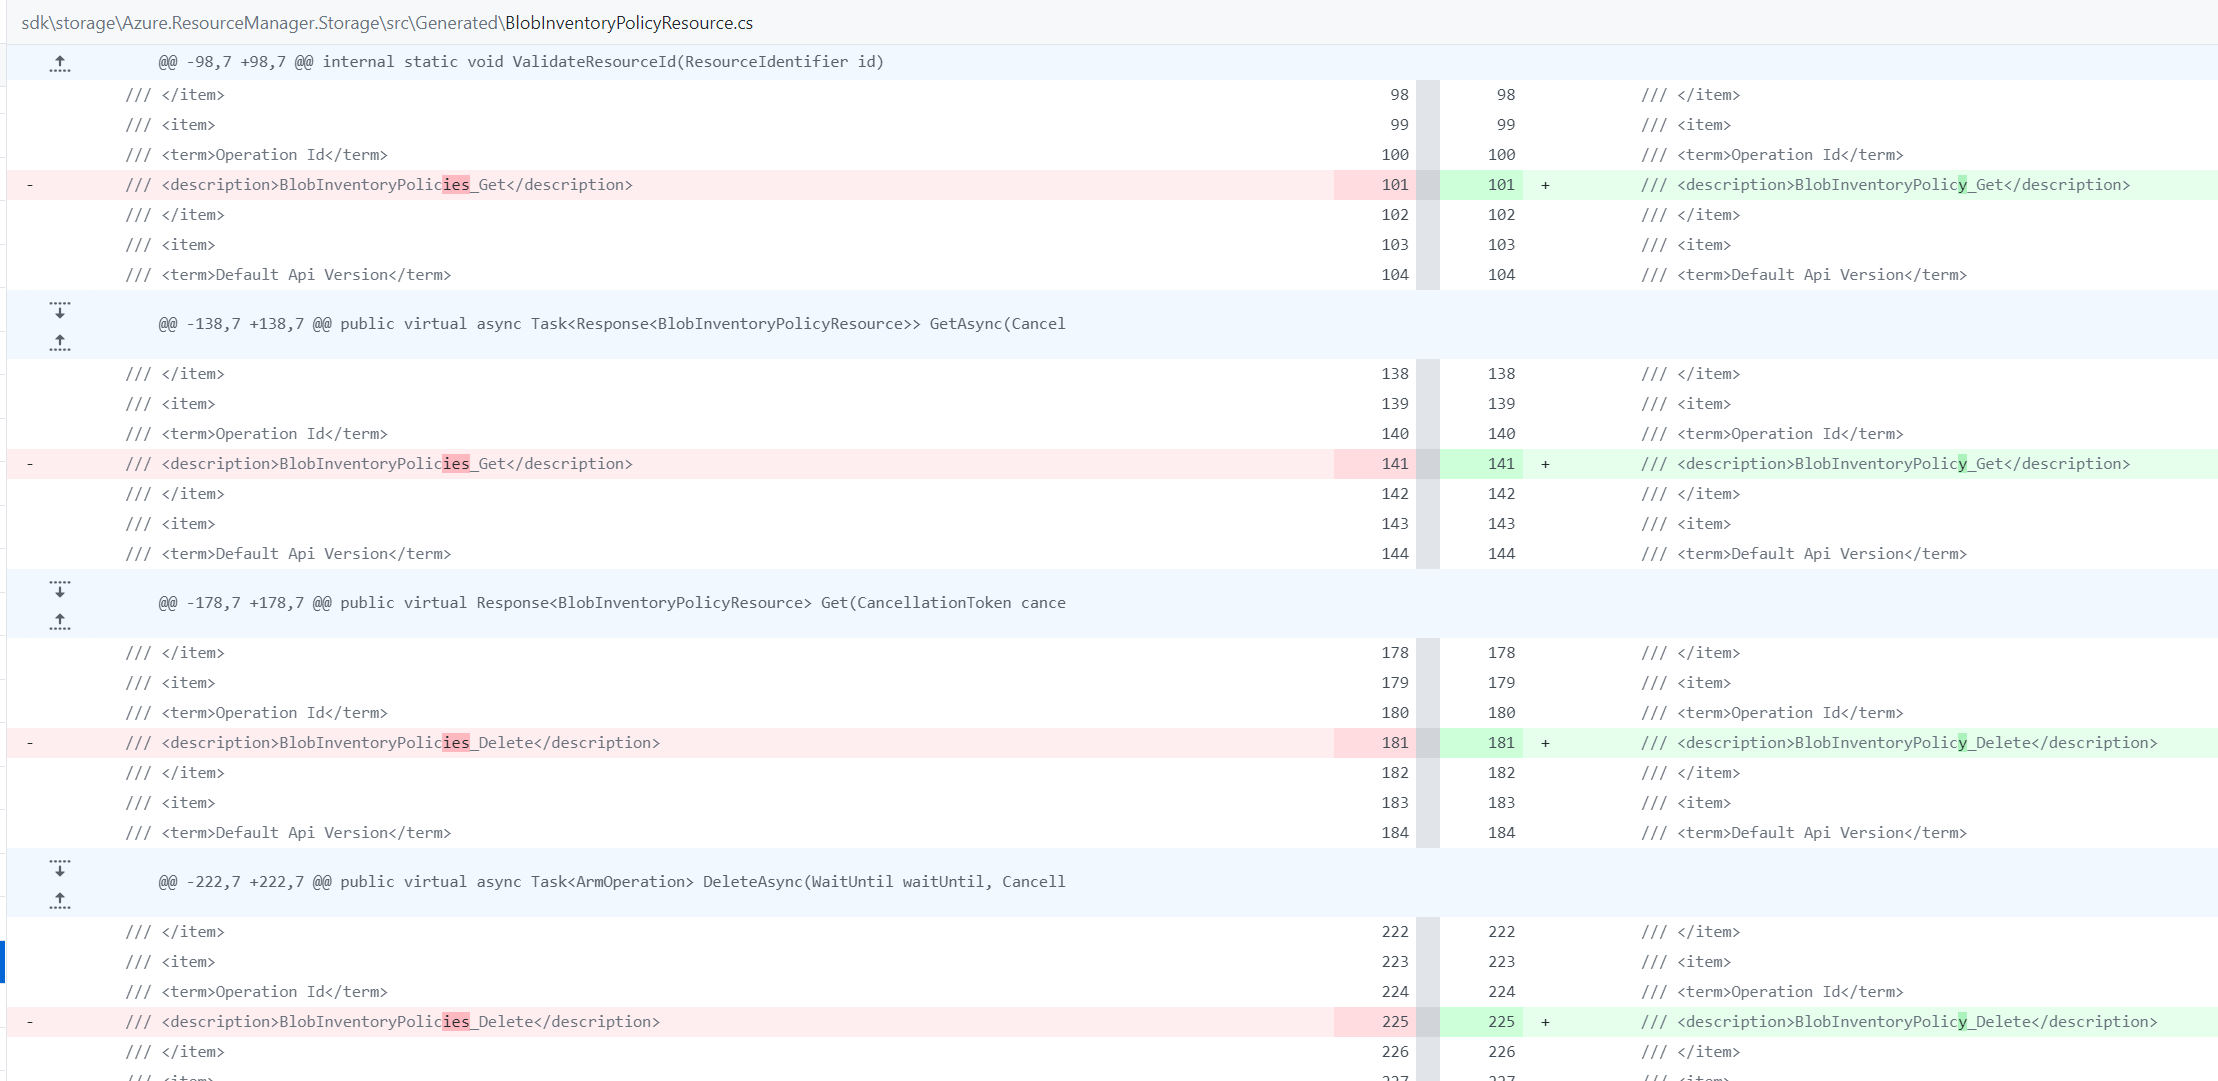 sdk\storage\Azure.ResourceManager.Storage\src\Generated\BlobInventoryPolicyResource.cs
@@ -98,7 +98,7 @@ internal static void ValidateResourceId(ResourceIdentifier id)
/// </item> 98 98 /// </item>
/// <item> 99 99 /// <item>
/// <term>Operation Id</term> 100 100 /// <term>Operation Id</term>
- /// <description>BlobInventoryPolicies_Get</description> 101 101 + /// <description>BlobInventoryPolicy_Get</description>
/// </item> 102 102 /// </item>
/// <item> 103 103 /// <item>
/// <term>Default Api Version</term> 104 104 /// <term>Default Api Version</term>
@@ -138,7 +138,7 @@ public virtual async Task<Response<BlobInventoryPolicyResource>> GetAsync(Cancel
/// </item> 138 138 /// </item>
/// <item> 139 139 /// <item>
/// <term>Operation Id</term> 140 140 /// <term>Operation Id</term>
- /// <description>BlobInventoryPolicies_Get</description> 141 141 + /// <description>BlobInventoryPolicy_Get</description>
/// </item> 142 142 /// </item>
/// <item> 143 143 /// <item>
/// <term>Default Api Version</term> 144 144 /// <term>Default Api Version</term>
@@ -178,7 +178,7 @@ public virtual Response<BlobInventoryPolicyResource> Get(CancellationToken cance
/// </item> 178 178 /// </item>
/// <item> 179 179 /// <item>
/// <term>Operation Id</term> 180 180 /// <term>Operation Id</term>
- /// <description>BlobInventoryPolicies_Delete</description> 181 181 + /// <description>BlobInventoryPolicy_Delete</description>
/// </item> 182 182 /// </item>
/// <item> 183 183 /// <item>
/// <term>Default Api Version</term> 184 184 /// <term>Default Api Version</term>
@@ -222,7 +222,7 @@ public virtual async Task<ArmOperation> DeleteAsync(WaitUntil waitUntil, Cancell
/// </item> 222 222 /// </item>
/// <item> 223 223 /// <item>
/// <term>Operation Id</term> 224 224 /// <term>Operation Id</term>
- /// <description>BlobInventoryPolicies_Delete</description> 225 225 + /// <description>BlobInventoryPolicy_Delete</description>
/// </item> 226 226 /// </item>
/// <item> 227 227 /// <item>